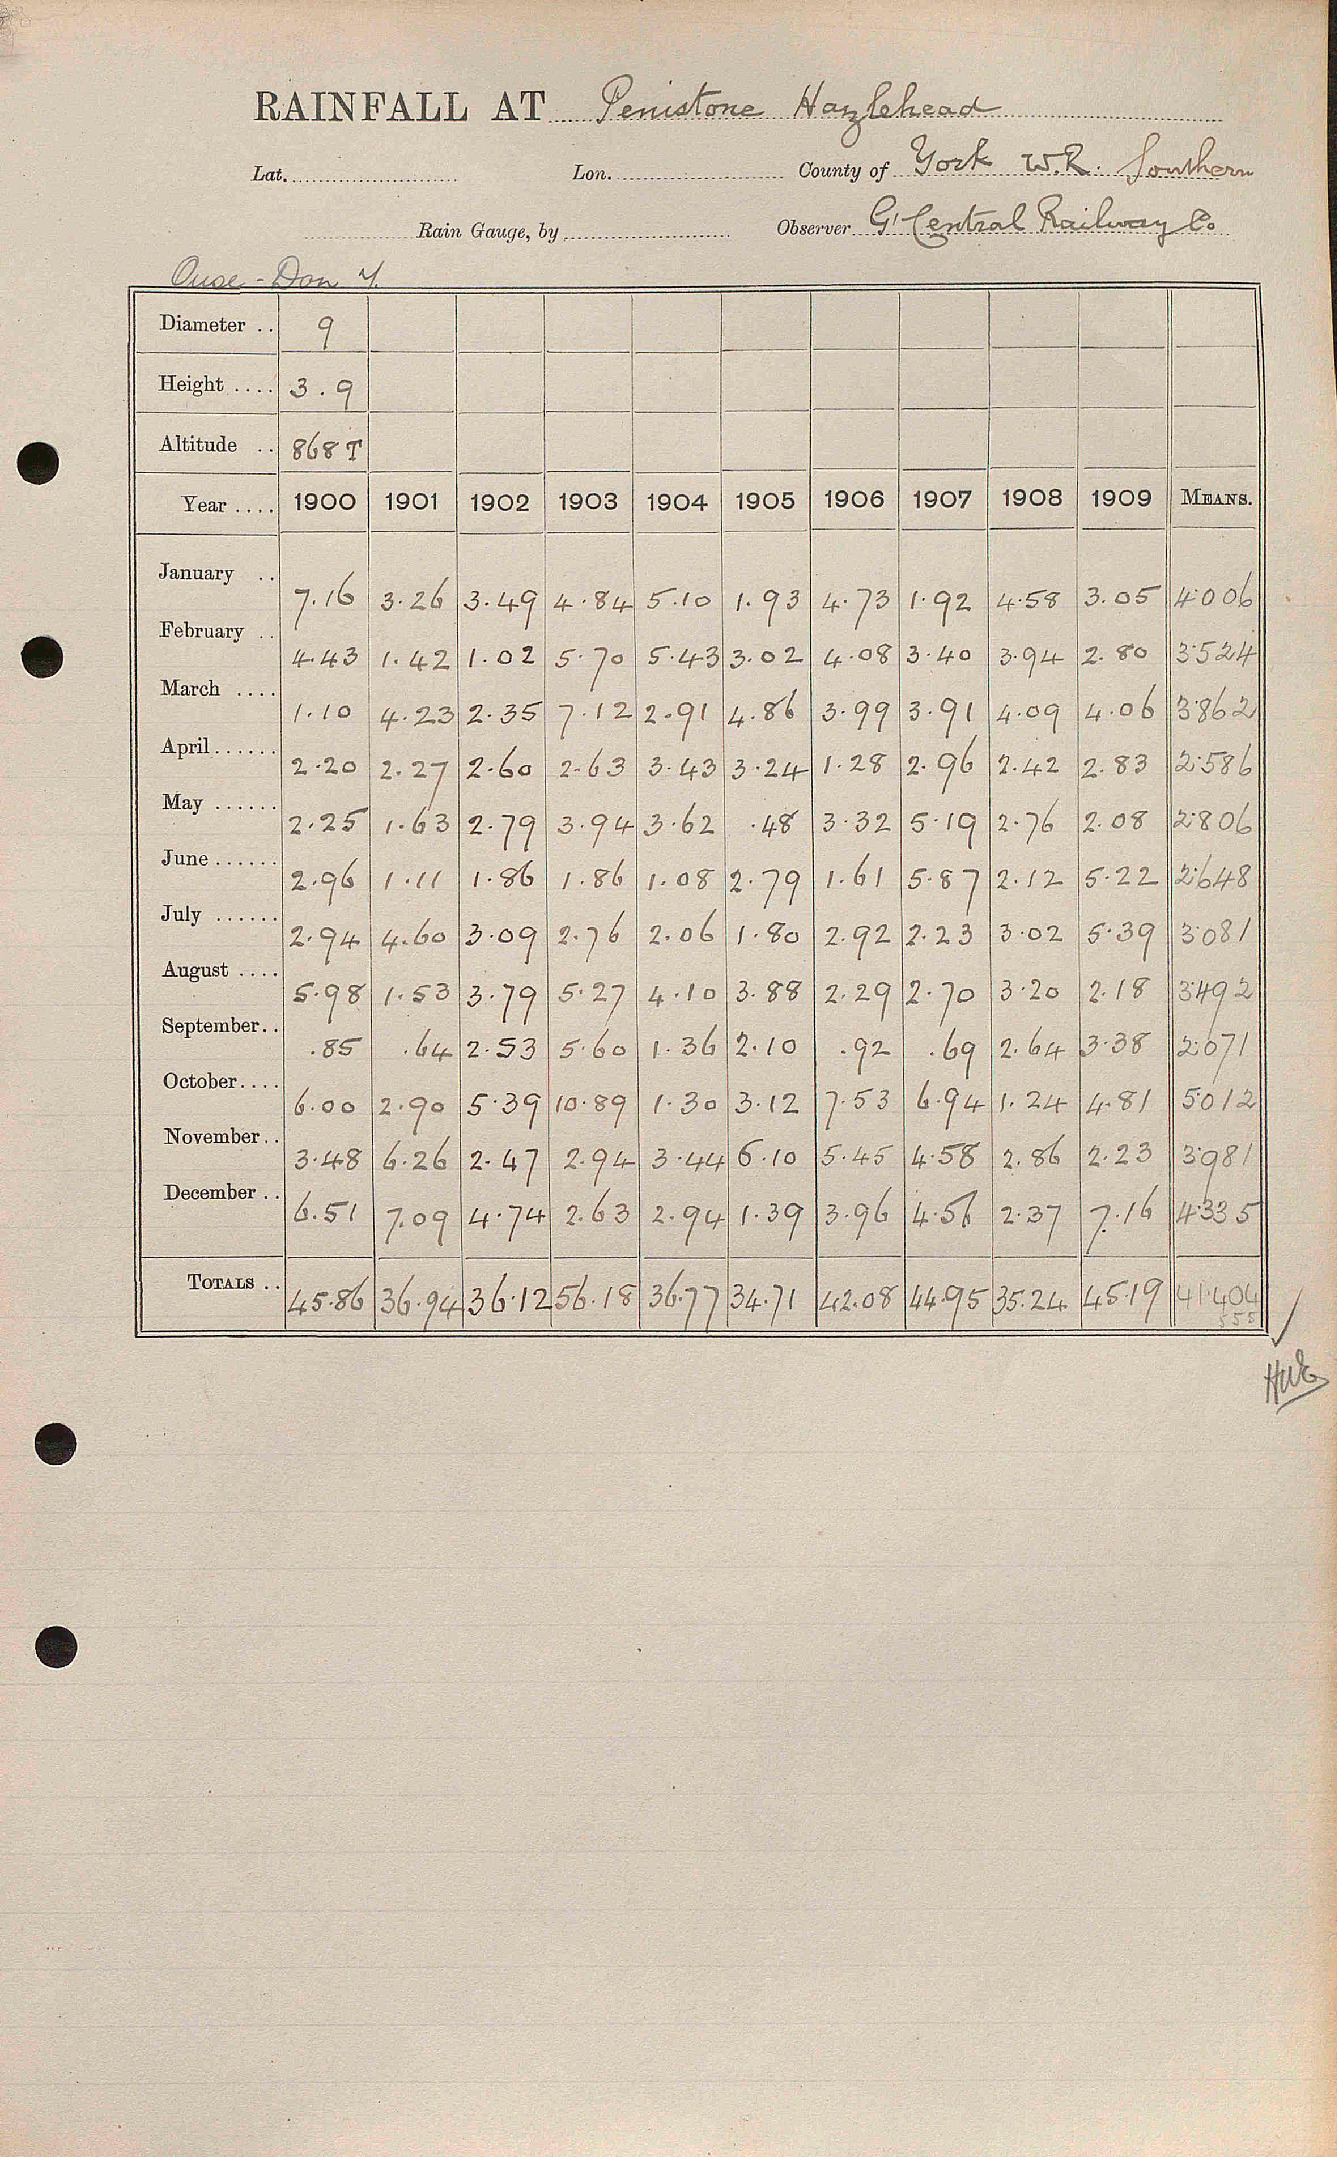 RAINFALL AT Penistone Hazlehead
Lat. Lon. County of York W.R. Southern
Rain Gauge, by Observer Gt Central Railway Co
Ouse - Don Y.
Diameter .. 9
Height .... 3.9
Altitude .. 868 T
Year .... 1900 1901 1902 1903 1904 1905 1906 1907 1908 1909 MEANS.
January .. 7.16 3.26 3.49 4.84 5.10 1.93 4.73 1.92 4.58 3.05 4.006
February .. 4.43 1.42 1.02 5.70 5.43 3.02 4.08 3.40 3.94 2.80 3.524
March .... 1.10 4.23 2.35 7.12 2.91 4.86 3.99 3.91 4.09 4.06 3.862
April...... 2.20 2.27 2.60 2.63 3.43 3.24 1.28 2.96 2.42 2.83 2.586
May ...... 2.25 1.63 2.79 3.94 3.62 .48 3.32 5.19 2.76 2.08 2.806
June...... 2.96 1.11 1.86 1.86 1.08 2.79 1.61 5.87 2.12 5.22 2.648
July ...... 2.94 4.60 3.09 2.76 2.06 1.80 2.92 2.23 3.02 5.39 3.081
August .... 5.98 1.53 3.79 5.27 4.10 3.88 2.29 2.70 3.20 2.18 3.492
September.. .85 .64 2.53 5.60 1.36 2.10 .92 .69 2.64 3.38 2.071
October.... 6.00 2.90 5.39 10.89 1.30 3.12 7.53 6.94 1.24 4.81 5.012
November.. 3.48 6.26 2.47 2.94 3.44 6.10 5.45 4.58 2.86 2.23 3.981
December .. 6.51 7.09 4.74 2.63 2.94 1.39 3.96 4.56 2.37 7.16 4.335
TOTALS .. 45.86 36.94 36.12 56.18 36.77 34.71 42.08 44.95 35.24 45.19 41.404
555